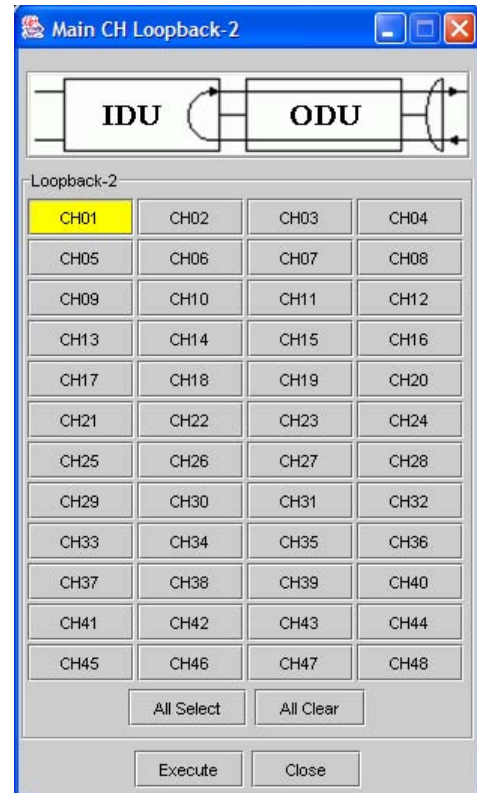 Main CH Loopback-2
IDU ODU
Loopback-2
CH01 CH02 CH03 CH04
CH05 CH06 CH07 CH08
CH09 CH10 CH11 CH12
CH13 CH14 CH15 CH16
CH17 CH18 CH19 CH20
CH21 CH22 CH23 CH24
CH25 CH26 CH27 CH28
CH29 CH30 CH31 CH32
CH33 CH34 CH35 CH36
CH37 CH38 CH39 CH40
CH41 CH42 CH43 CH44
CH45 CH46 CH47 CH48
All Select All Clear
Execute Close